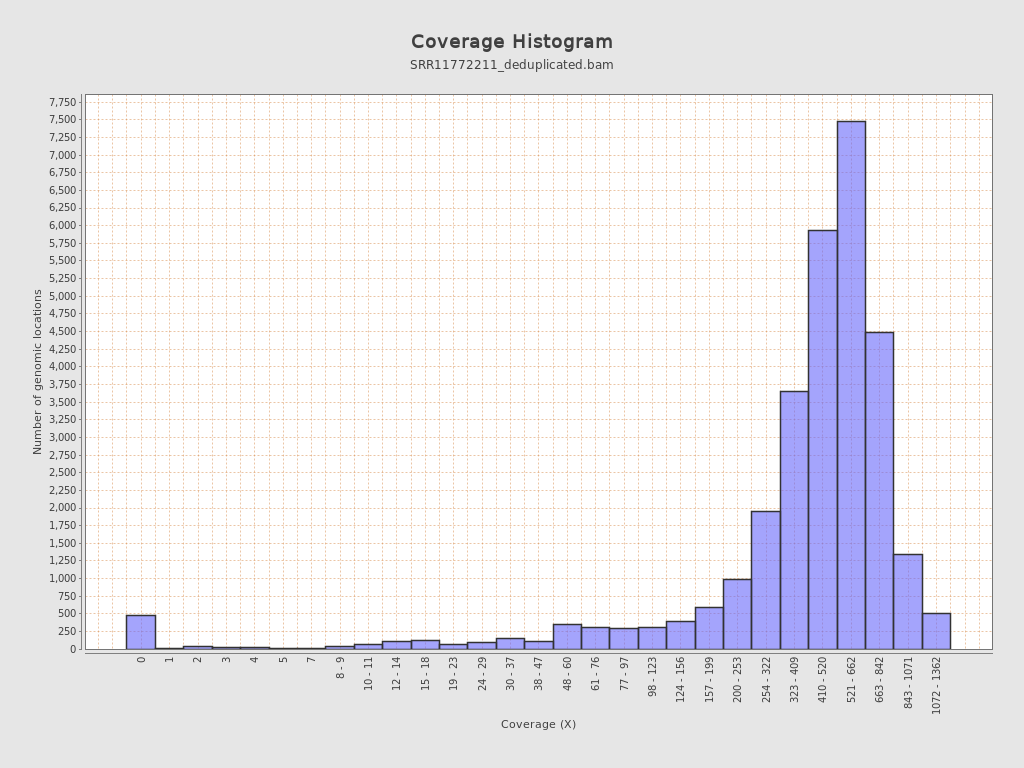 Coverage Histogram
SRR11772211_deduplicated.bam
Number of genomic locations
7,750
7,500
7,250
7,000
6,750
6,500
6,250
6,000
5,750
5,500
5,250
5,000
4,750
4,500
4,250
4,000
3,750
3,500
3,250
3,000
2,750
2,500
2,250
2,000
1,750
1,500
1,250
1,000
750
500
250
0
0
1
2
3
4
5
7
8 - 9
10 - 11
12 - 14
15 - 18
19 - 23
24 - 29
30 - 37
38 - 47
48 - 60
61 - 76
77 - 97
98 - 123
124 - 156
157 - 199
200 - 253
254 - 322
323 - 409
410 - 520
521 - 662
663 - 842
843 - 1071
1072 - 1362
Coverage (X)